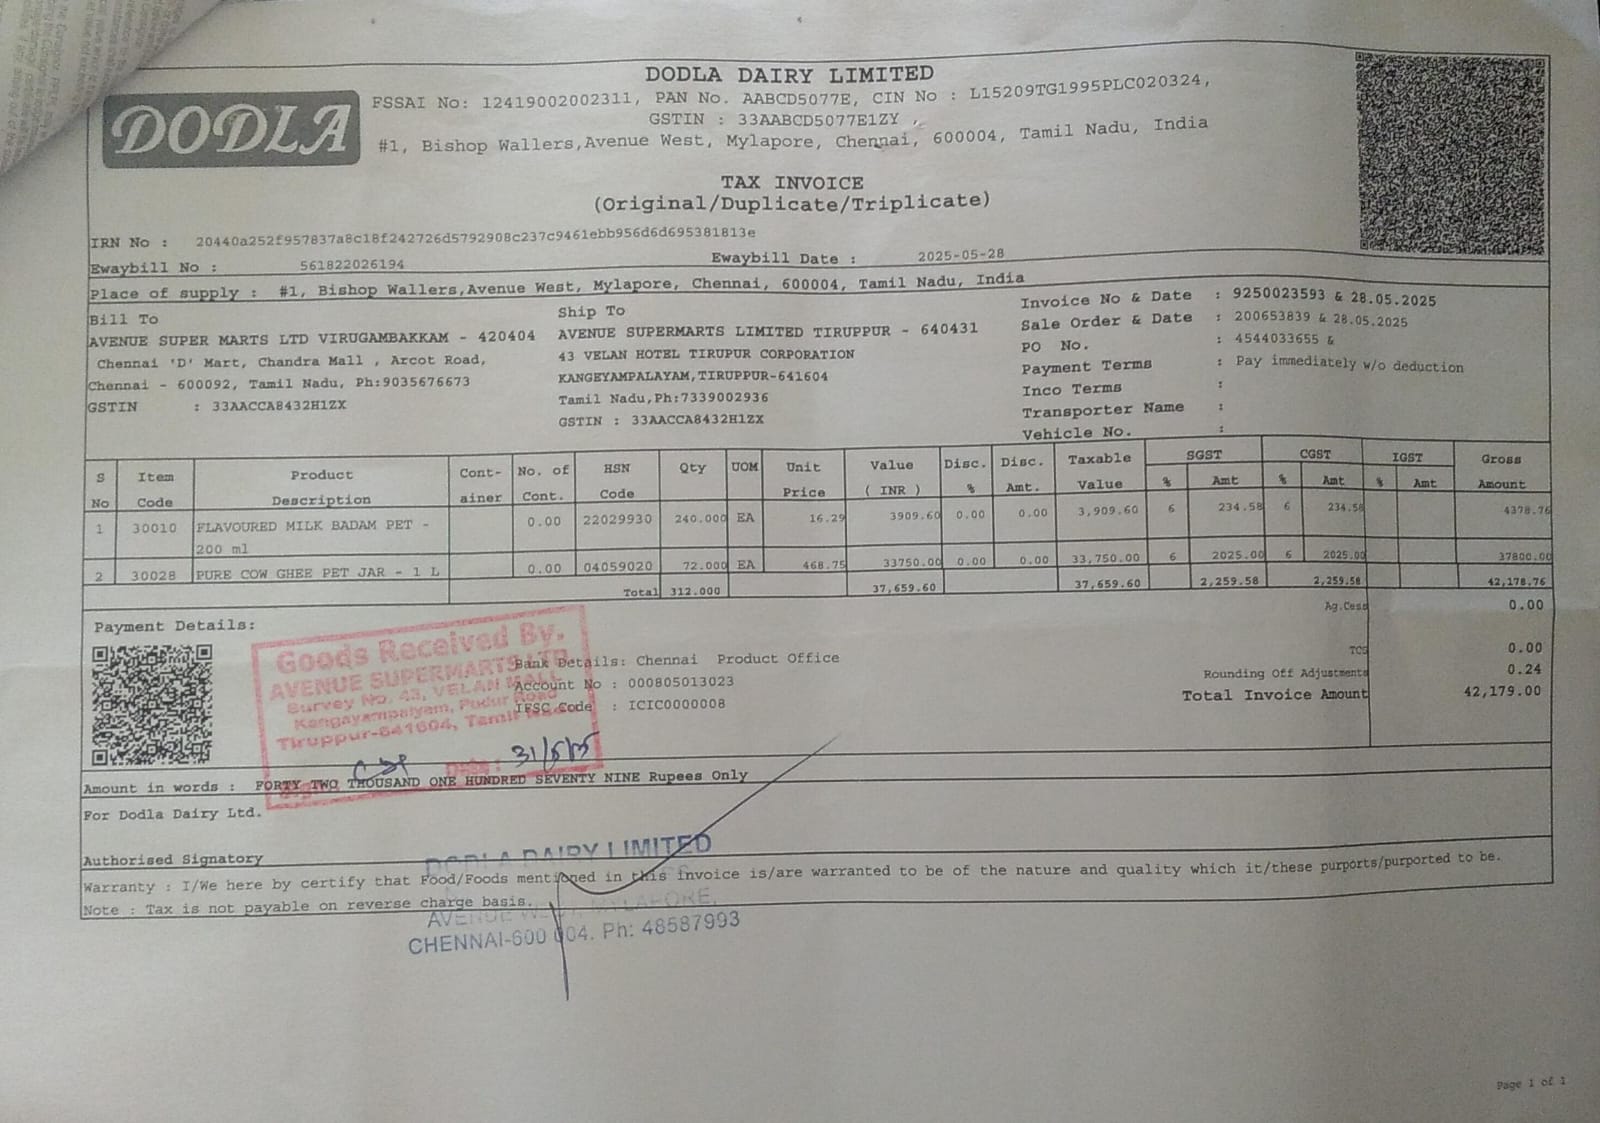 DODLA DAIRY LIMITED
DODLA
FSSAI No: 12419002002311, PAN No. AABCD5077E, CIN No : L15209TG1995PLC020324,
GSTIN : 33AABCD5077E1ZY ,
#1, Bishop Wallers,Avenue West, Mylapore, Chennai, 600004, Tamil Nadu, India
TAX INVOICE
(Original/Duplicate/Triplicate)
IRN No : 20440a252f957837a8c18f242726d5792908c237c9461ebb956d6d695381813e
Ewaybill No : 561822026194 Ewaybill Date : 2025-05-28
Place of supply : #1, Bishop Wallers,Avenue West, Mylapore, Chennai, 600004, Tamil Nadu, India
Bill To
AVENUE SUPER MARTS LTD VIRUGAMBAKKAM - 420404
Chennai 'D' Mart, Chandra Mall , Arcot Road,
Chennai - 600092, Tamil Nadu, Ph:9035676673
GSTIN : 33AACCA8432H1ZX
Ship To
AVENUE SUPERMARTS LIMITED TIRUPPUR - 640431
43 VELAN HOTEL TIRUPUR CORPORATION
KANGEYAMPALAYAM,TIRUPPUR-641604
Tamil Nadu,Ph:7339002936
GSTIN : 33AACCA8432H1ZX
Invoice No & Date : 9250023593 & 28.05.2025
Sale Order & Date : 200653839 & 28.05.2025
PO No. : 4544033655 &
Payment Terms : Pay immediately w/o deduction
Inco Terms :
Transporter Name :
Vehicle No. :
S No Item Code Product Description Cont-ainer No. of Cont. HSN Code Qty UOM Unit Price Value ( INR ) Disc. % Disc. Amt. Taxable Value SGST % Amt CGST % Amt IGST % Amt Gross Amount
1 30010 FLAVOURED MILK BADAM PET - 0.00 22029930 240.000 EA 16.29 3909.60 0.00 0.00 3,909.60 6 234.58 6 234.58 4378.76
200 ml
2 30028 PURE COW GHEE PET JAR - 1 L 0.00 04059020 72.000 EA 468.75 33750.00 0.00 0.00 33,750.00 6 2025.00 6 2025.00 37800.00
Total 312.000 37,659.60 37,659.60 2,259.58 2,259.58 42,178.76
Ag.Cess 0.00
TCS 0.00
Rounding Off Adjustments 0.24
Total Invoice Amount 42,179.00
Payment Details:
Bank Details: Chennai Product Office
Account No : 000805013023
IFSC Code : ICIC0000008
Goods Received By.
AVENUE SUPERMARTS LTD
Survey No. 43, VELAN MALL
Kangayampalyam, Pudur Road
Tiruppur-641604, Tamil
Date : 31/5/25
Amount in words : FORTY TWO THOUSAND ONE HUNDRED SEVENTY NINE Rupees Only
For Dodla Dairy Ltd.
Authorised Signatory
DODLA DAIRY LIMITED
Warranty : I/We here by certify that Food/Foods mentioned in this invoice is/are warranted to be of the nature and quality which it/these purports/purported to be.
Note : Tax is not payable on reverse charge basis.
AVENUE WEST, MYLAPORE,
CHENNAI-600 004. Ph: 48587993
Page 1 of 1